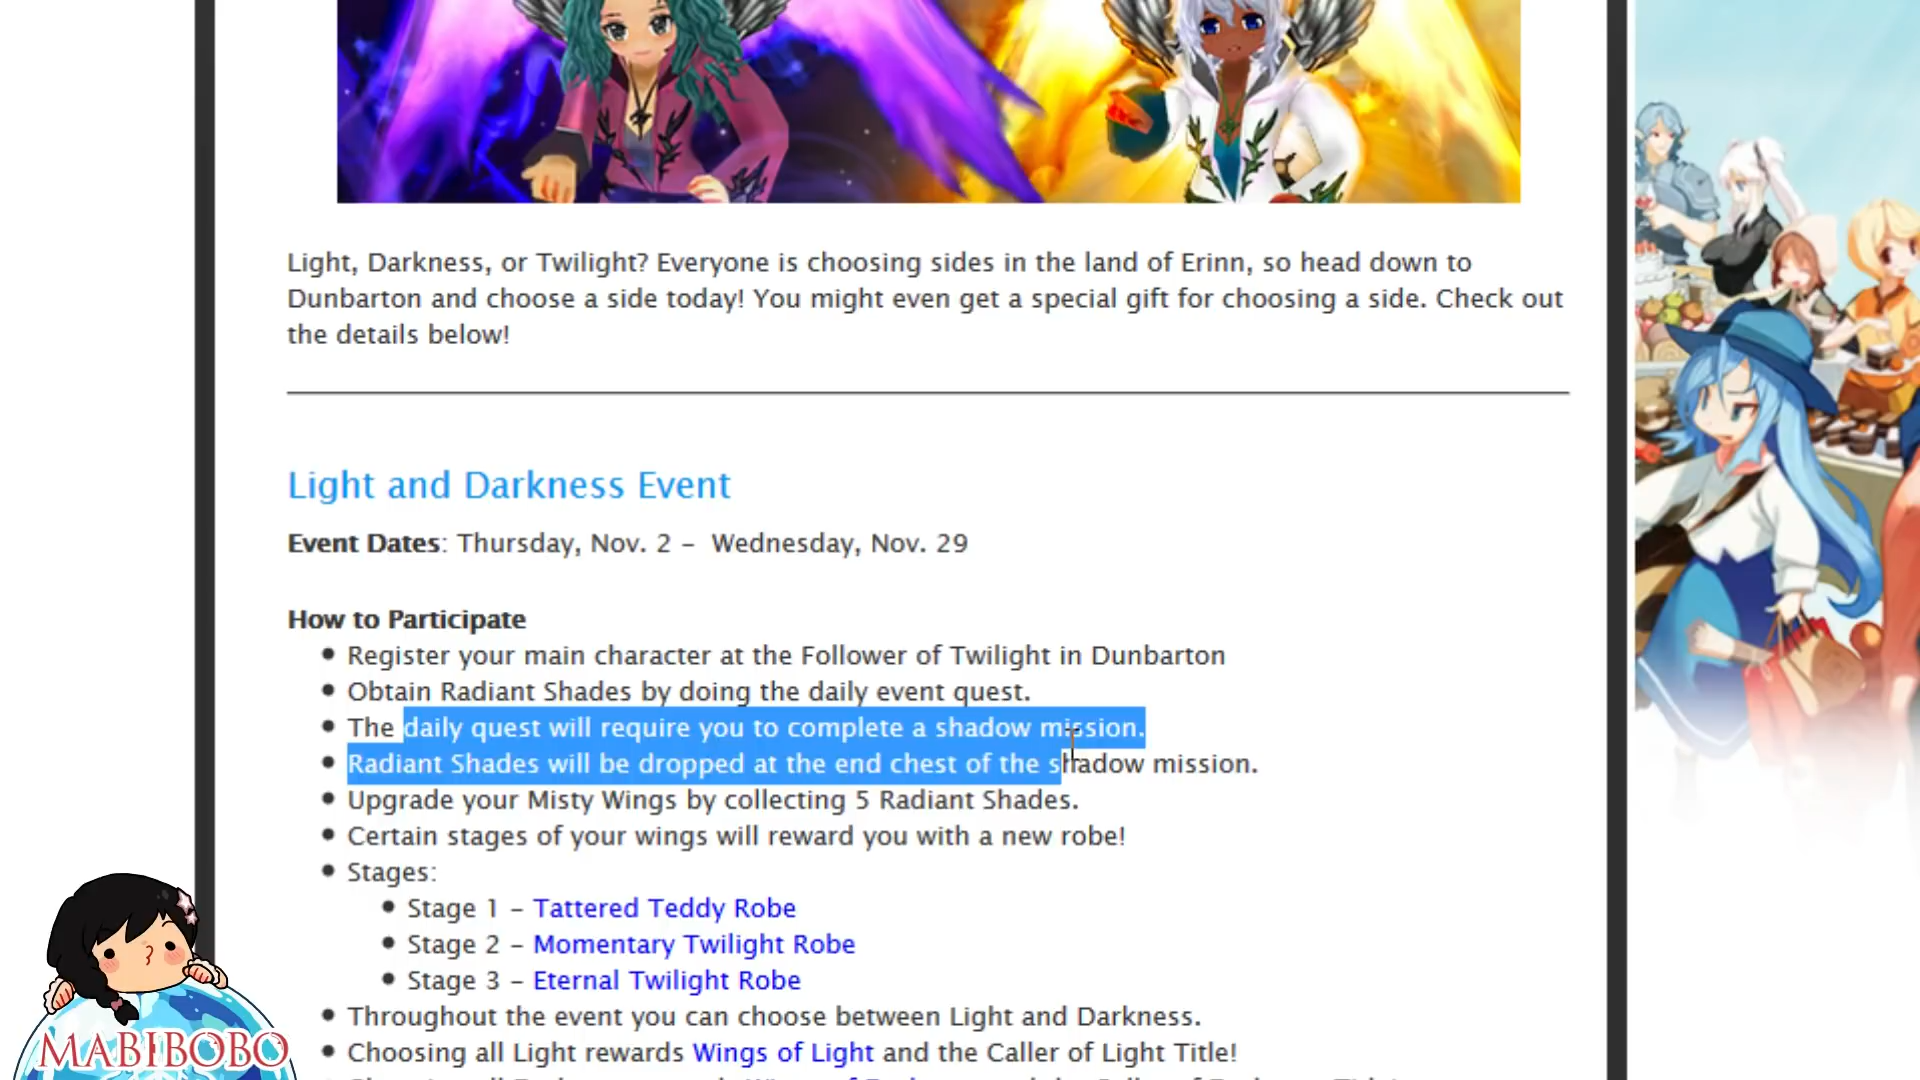 Light, Darkness, or Twilight? Everyone is choosing sides in the land of Erinn, so head down to
Dunbarton and choose a side today! You might even get a special gift for choosing a side. Check out
the details below!
Light and Darkness Event
Event Dates: Thursday, Nov. 2 – Wednesday, Nov. 29
How to Participate
• Register your main character at the Follower of Twilight in Dunbarton
• Obtain Radiant Shades by doing the daily event quest.
• The daily quest will require you to complete a shadow mission.
• Radiant Shades will be dropped at the end chest of the shadow mission.
• Upgrade your Misty Wings by collecting 5 Radiant Shades.
• Certain stages of your wings will reward you with a new robe!
• Stages:
• Stage 1 – Tattered Teddy Robe
• Stage 2 – Momentary Twilight Robe
• Stage 3 – Eternal Twilight Robe
• Throughout the event you can choose between Light and Darkness.
• Choosing all Light rewards Wings of Light and the Caller of Light Title!
MABIBOBO